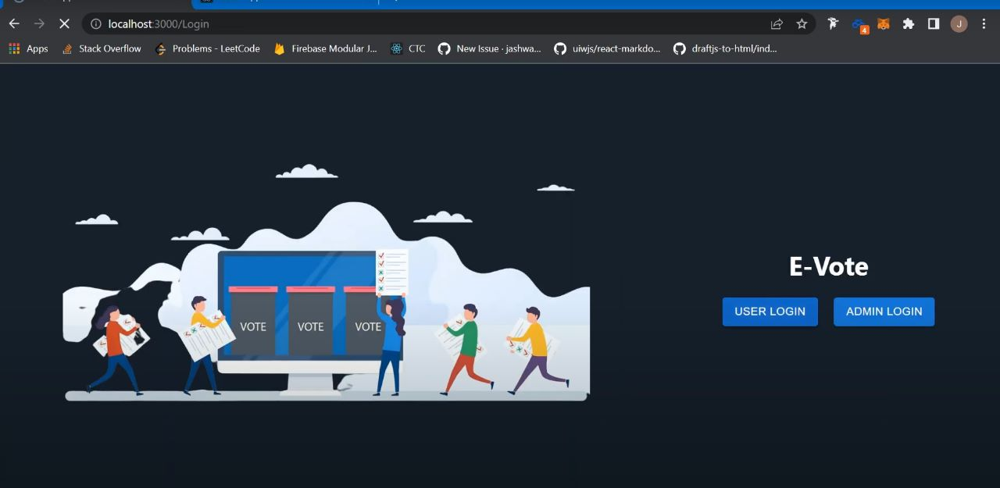 localhost:3000/Login
4
J
Apps
Stack Overflow
Problems - LeetCode
Firebase Modular J...
CTC
New Issue · jashwa...
uiwjs/react-markdo...
draftjs-to-html/ind...
E-Vote
USER LOGIN
ADMIN LOGIN
VOTE
VOTE
VOTE